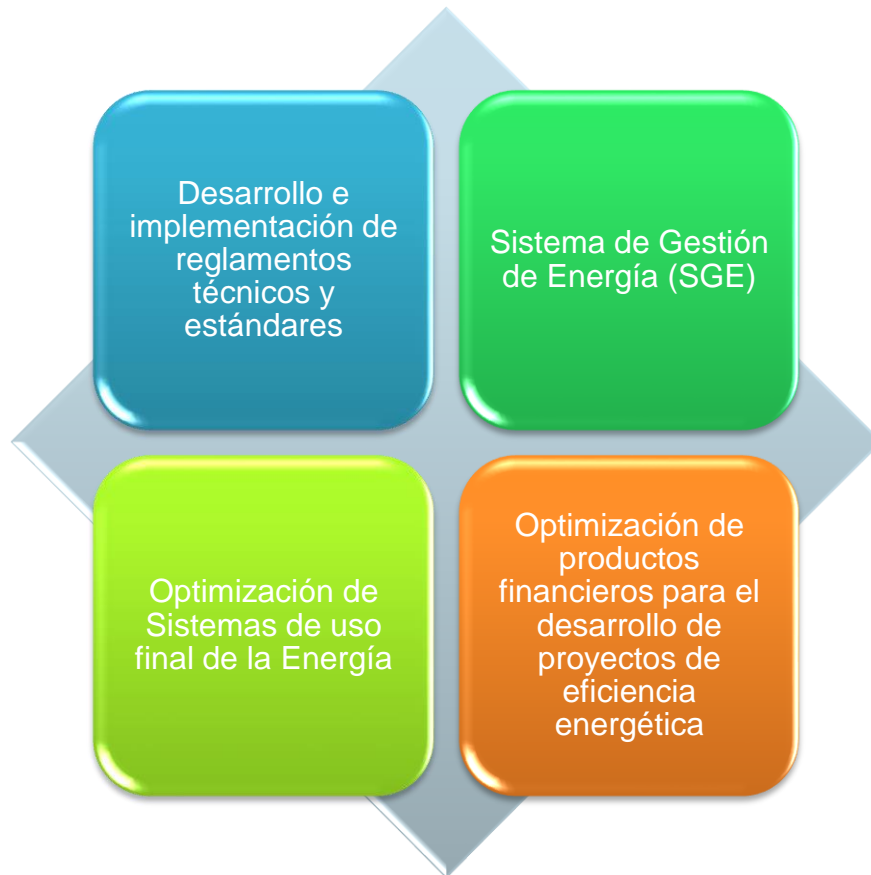 Desarrollo e
implementación de
reglamentos
técnicos y
estándares
Sistema de Gestión
de Energía (SGE)
Optimización de
Sistemas de uso
final de la Energía
Optimización de
productos
financieros para el
desarrollo de
proyectos de
eficiencia
energética